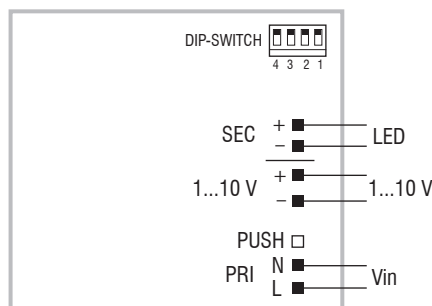 DIP-SWITCH
4 3 2 1
SEC + LED
−
1...10 V + 1...10 V
−
PUSH
PRI N Vin
L